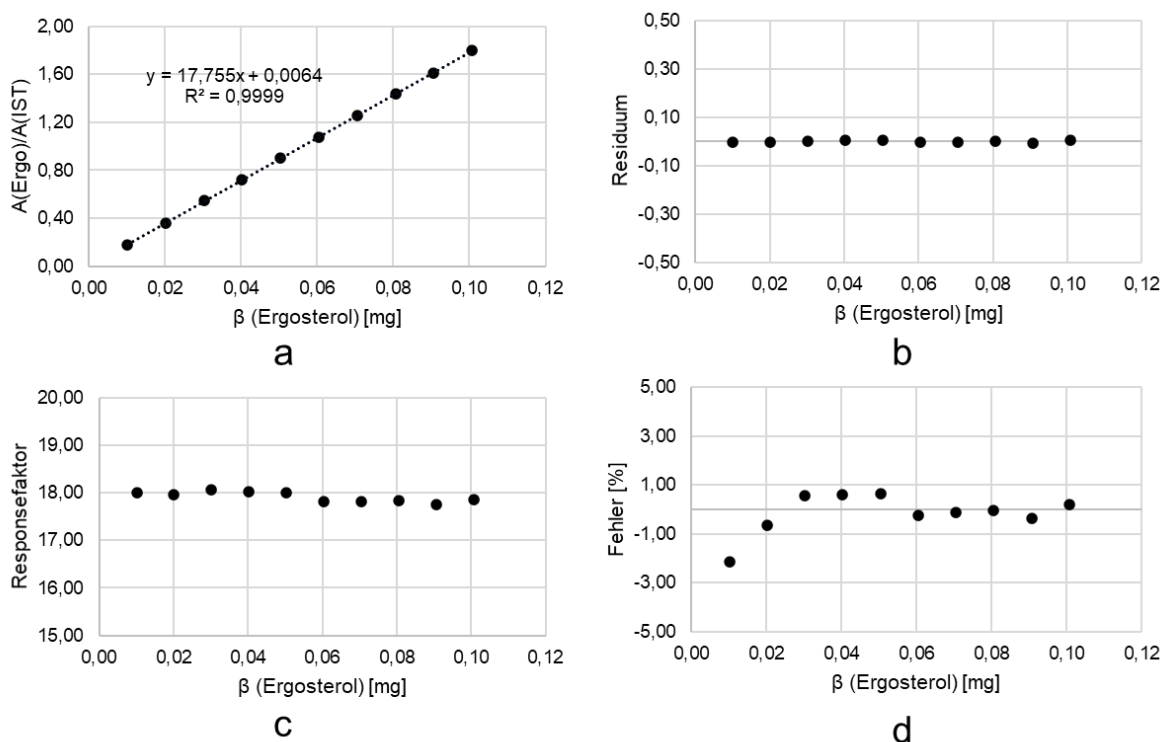 2,00
1,60
1,20
0,80
0,40
0,00
A(Ergo)/A(IST)
y = 17,755x + 0,0064
R² = 0,9999
0,00 0,02 0,04 0,06 0,08 0,10 0,12
β (Ergosterol) [mg]
a
0,50
0,30
0,10
-0,10
-0,30
-0,50
Residuum
0,00 0,02 0,04 0,06 0,08 0,10 0,12
β (Ergosterol) [mg]
b
20,00
19,00
18,00
17,00
16,00
15,00
Responsefaktor
0,00 0,02 0,04 0,06 0,08 0,10 0,12
β (Ergosterol) [mg]
c
5,00
3,00
1,00
-1,00
-3,00
-5,00
Fehler [%]
0,00 0,02 0,04 0,06 0,08 0,10 0,12
β (Ergosterol) [mg]
d